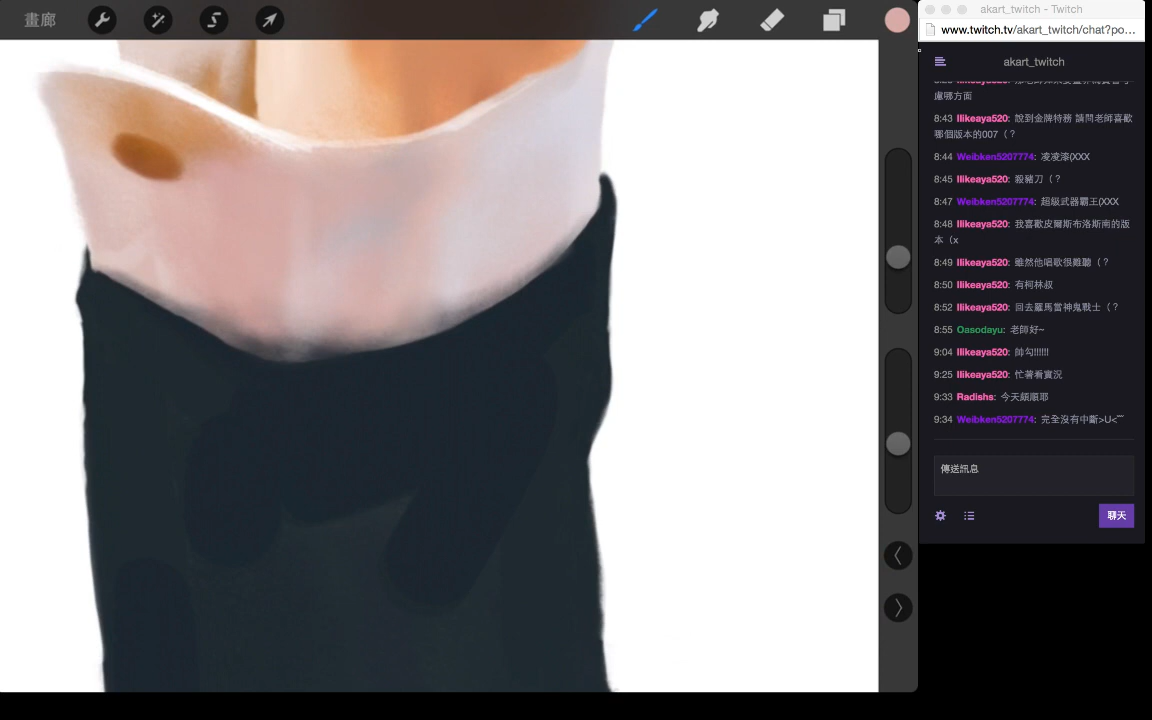 畫廊
akart_twitch - Twitch
www.twitch.tv/akart_twitch/chat?po...
akart_twitch
慮哪方面
8:43 llikeaya520: 說到金牌特務 請問老師喜歡
哪個版本的007（？
8:44 Weibken5207774: 凌凌漆(XXX
8:45 llikeaya520: 殺豬刀（？
8:47 Weibken5207774: 超級武器霸王(XXX
8:48 llikeaya520: 我喜歡皮爾斯布洛斯南的版
本（x
8:49 llikeaya520: 雖然他唱歌很難聽（？
8:50 llikeaya520: 有柯林叔
8:52 llikeaya520: 回去羅馬當神鬼戰士（？
8:55 Oasodayu: 老師好~
9:04 llikeaya520: 帥勾!!!!!!
9:25 llikeaya520: 忙著看實況
9:33 Radishs: 今天頗順耶
9:34 Weibken5207774: 完全沒有中斷>U<~~
傳送訊息
聊天